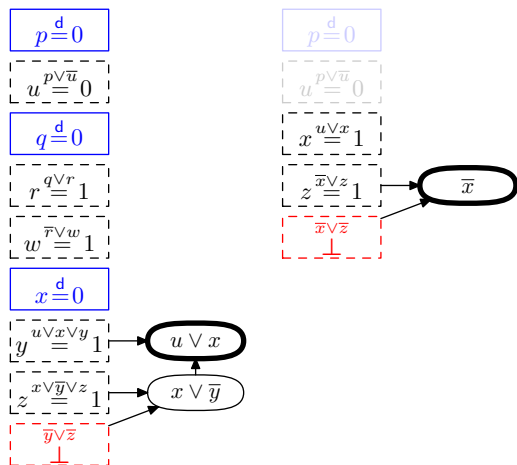 p d= 0
u p∨u̅= 0
q d= 0
r q∨r= 1
w r̅∨w= 1
x d= 0
y u∨x∨y= 1
u ∨ x
z x∨y̅∨z= 1
x ∨ y̅
y̅∨z̅
⊥
p d= 0
u p∨u̅= 0
x u∨x= 1
z x̅∨z= 1
x̅
x̅∨z̅
⊥